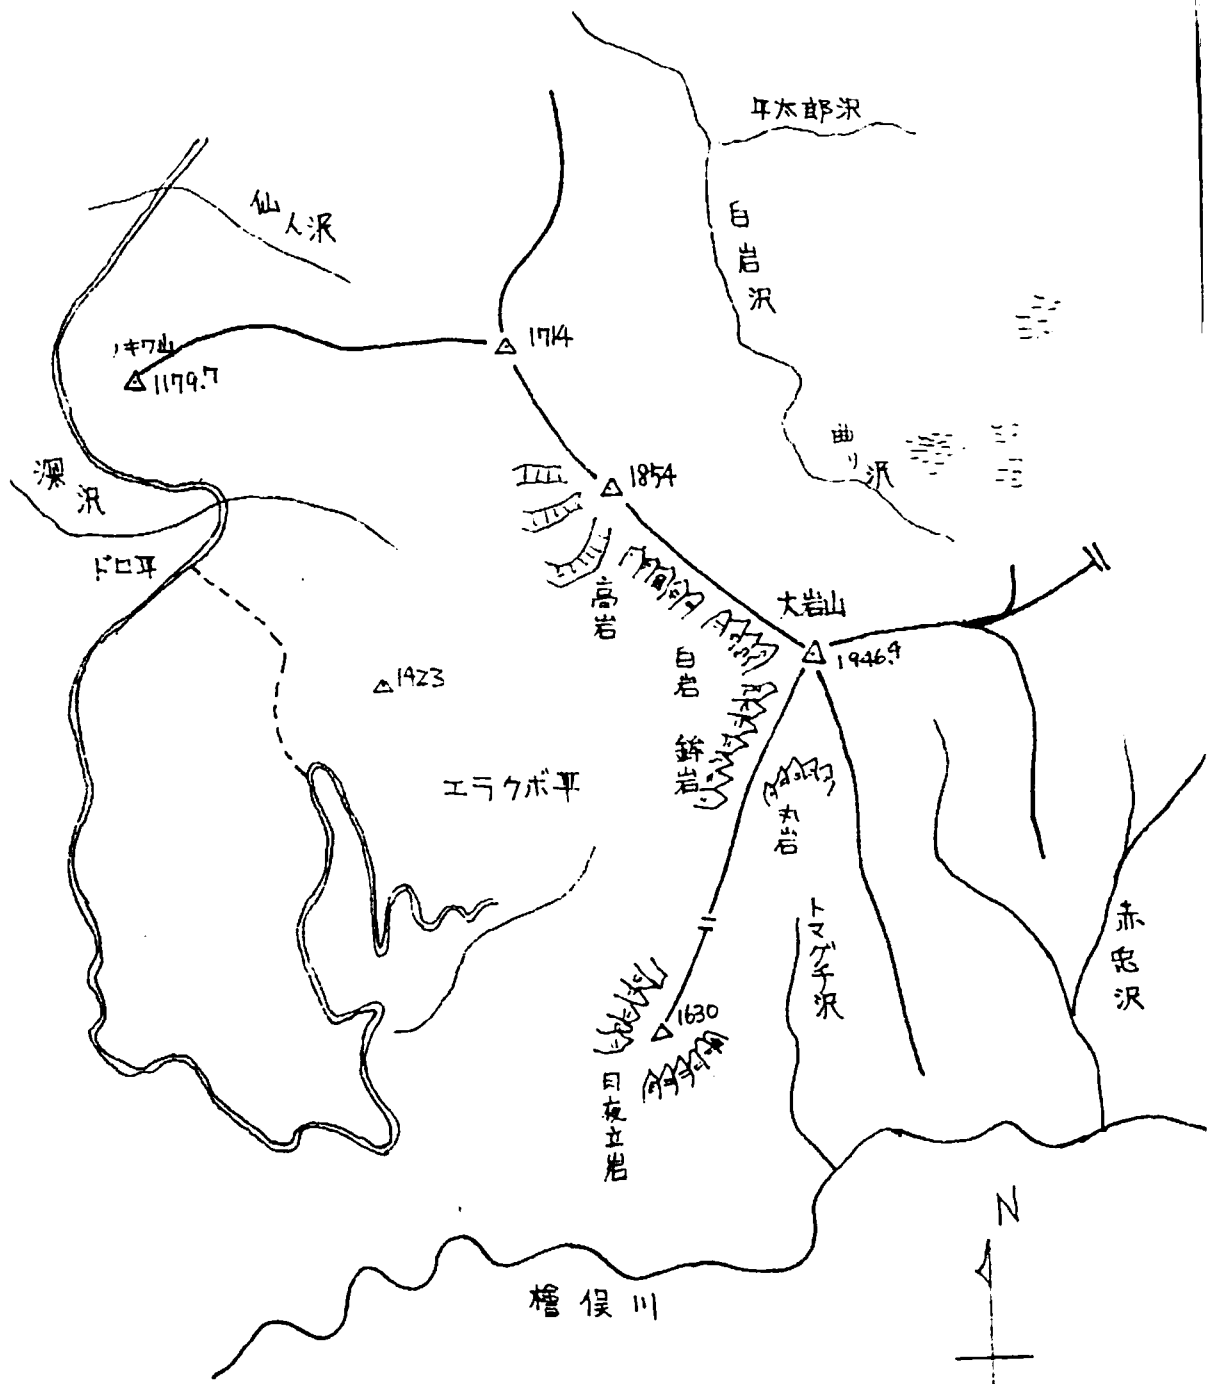 平太郎沢
仙人沢
白岩沢
1714
ノキワ山
1179.7
曲り沢
深沢
1854
ドロ平
高岩
大岩山
1946.9
白岩
1423
鉾岩
エラクボ平
丸岩
トマグチ沢
赤兎沢
1630
日夜立岩
N
檜俣川